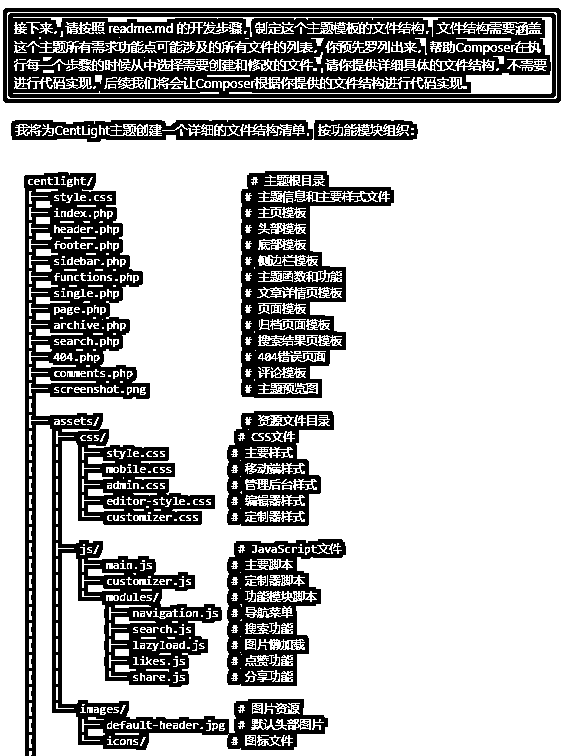 接下来，请按照 readme.md 的开发步骤，制定这个主题模板的文件结构，文件结构需要涵盖
这个主题所有需求功能点可能涉及的所有文件的列表，你预先罗列出来，帮助Composer在执
行每一个步骤的时候从中选择需要创建和修改的文件。请你提供详细具体的文件结构，不需要
进行代码实现，后续我们将会让Composer根据你提供的文件结构进行代码实现。
我将为CentLight主题创建一个详细的文件结构清单，按功能模块组织：
centlight/ # 主题根目录
├── style.css # 主题信息和主要样式文件
├── index.php # 主页模板
├── header.php # 头部模板
├── footer.php # 底部模板
├── sidebar.php # 侧边栏模板
├── functions.php # 主题函数和功能
├── single.php # 文章详情页模板
├── page.php # 页面模板
├── archive.php # 归档页面模板
├── search.php # 搜索结果页模板
├── 404.php # 404错误页面
├── comments.php # 评论模板
├── screenshot.png # 主题预览图
├── assets/ # 资源文件目录
│   ├── css/ # CSS文件
│   │   ├── style.css # 主要样式
│   │   ├── mobile.css # 移动端样式
│   │   ├── admin.css # 管理后台样式
│   │   ├── editor-style.css # 编辑器样式
│   │   └── customizer.css # 定制器样式
│   ├── js/ # JavaScript文件
│   │   ├── main.js # 主要脚本
│   │   ├── customizer.js # 定制器脚本
│   │   └── modules/ # 功能模块脚本
│   │       ├── navigation.js # 导航菜单
│   │       ├── search.js # 搜索功能
│   │       ├── lazyload.js # 图片懒加载
│   │       ├── likes.js # 点赞功能
│   │       └── share.js # 分享功能
│   └── images/ # 图片资源
│       ├── default-header.jpg # 默认头部图片
│       └── icons/ # 图标文件